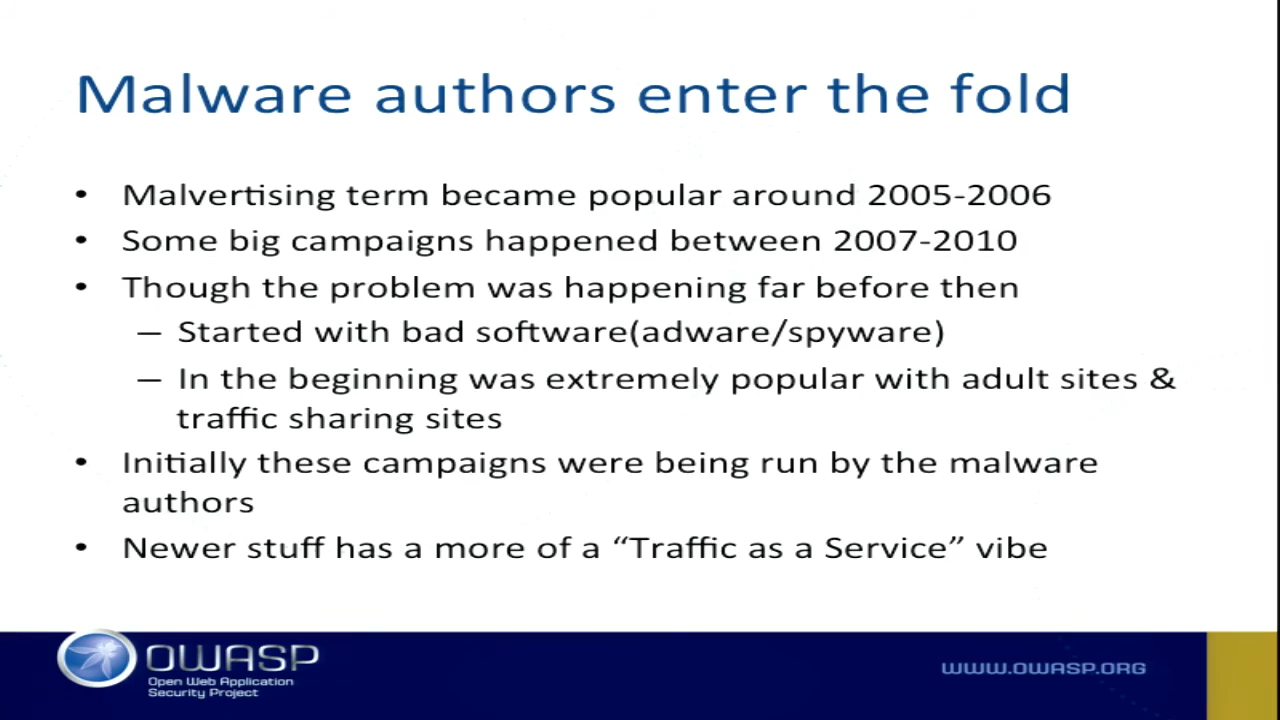 Malware authors enter the fold
• Malvertising term became popular around 2005-2006
• Some big campaigns happened between 2007-2010
• Though the problem was happening far before then
– Started with bad software(adware/spyware)
– In the beginning was extremely popular with adult sites &
traffic sharing sites
• Initially these campaigns were being run by the malware
authors
• Newer stuff has a more of a “Traffic as a Service” vibe
OWASP
Open Web Application
Security Project
WWW.OWASP.ORG